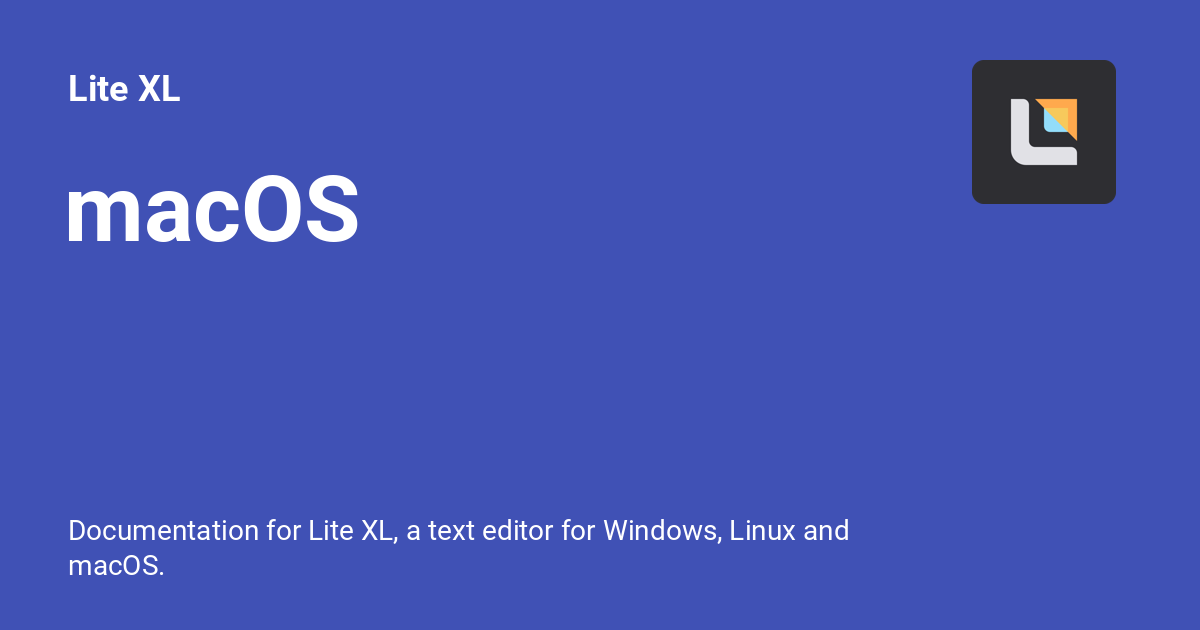 Lite XL
macOS
Documentation for Lite XL, a text editor for Windows, Linux and
macOS.